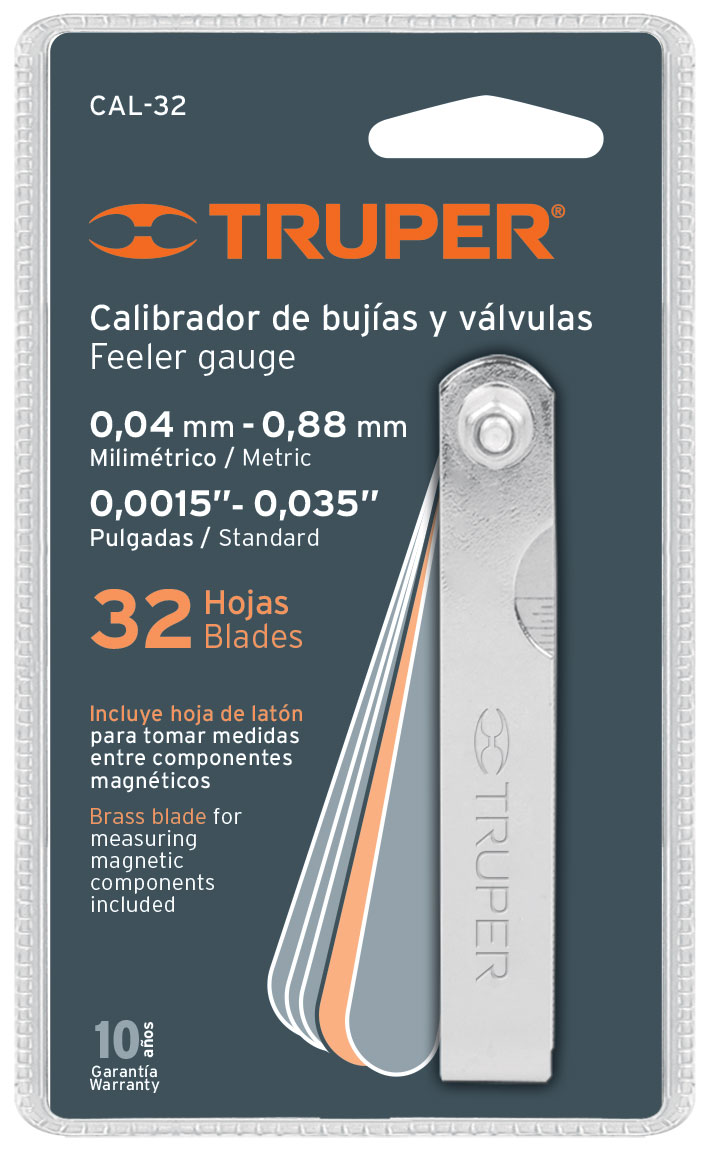 CAL-32
TRUPER®
Calibrador de bujías y válvulas
Feeler gauge
0,04 mm - 0,88 mm
Milimétrico / Metric
0,0015”- 0,035”
Pulgadas / Standard
32 Hojas
Blades
Incluye hoja de latón
para tomar medidas
entre componentes
magnéticos
Brass blade for
measuring
magnetic
components
included
TRUPER
10 años
Garantía
Warranty